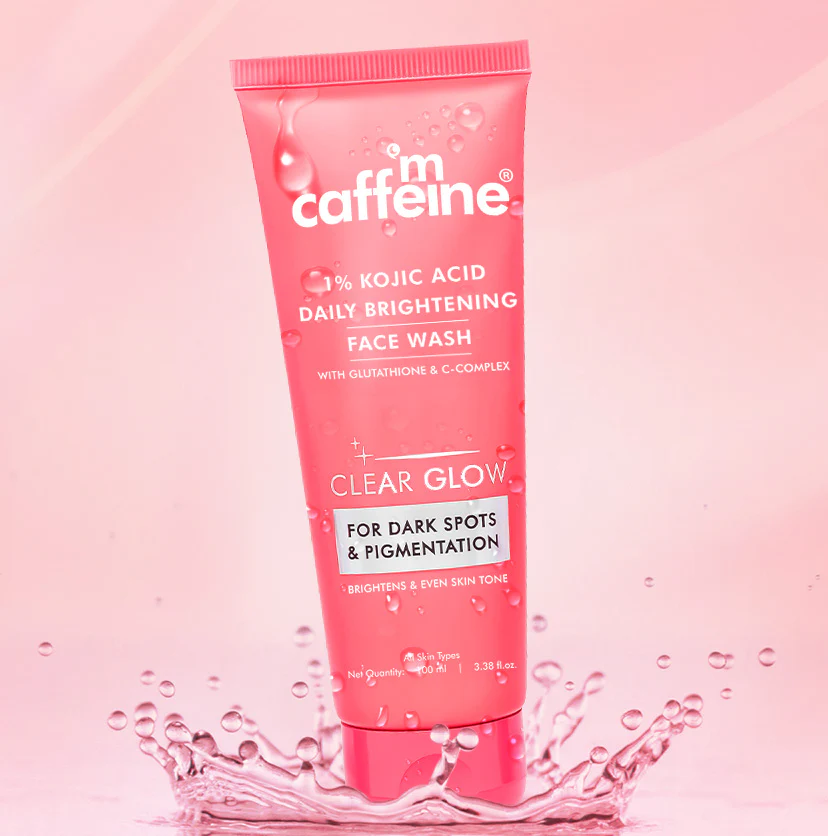 m
caffeine®
1% KOJIC ACID
DAILY BRIGHTENING
FACE WASH
WITH GLUTATHIONE & C-COMPLEX
CLEAR GLOW
FOR DARK SPOTS
& PIGMENTATION
BRIGHTENS & EVEN SKIN TONE
All Skin Types
Net Quantity: 100 ml | 3.38 fl.oz.